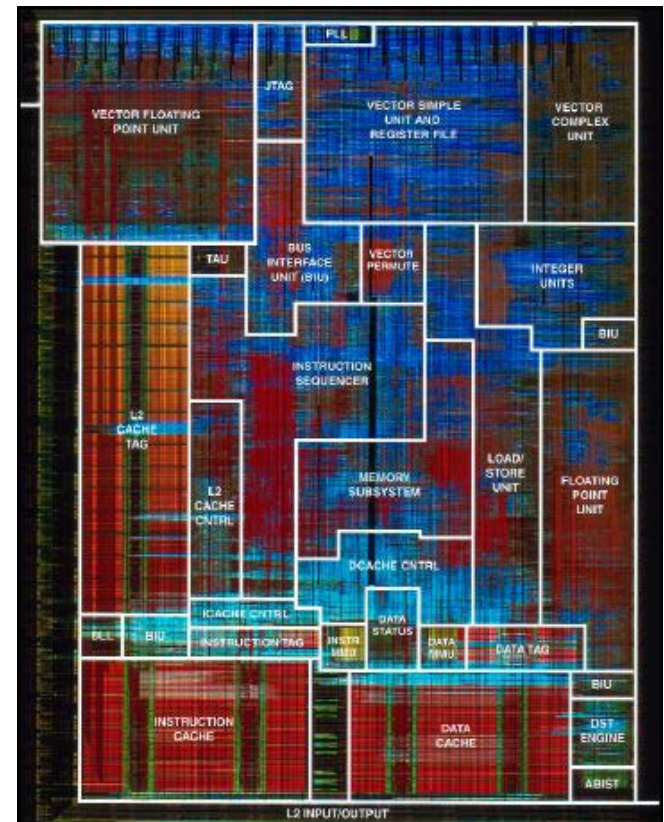 PLL
JTAG
VECTOR FLOATING
POINT UNIT
VECTOR SIMPLE
UNIT AND
REGISTER FILE
VECTOR
COMPLEX
UNIT
TAU
BUS
INTERFACE
UNIT (BIU)
VECTOR
PERMUTE
INTEGER
UNITS
BIU
INSTRUCTION
SEQUENCER
L2
CACHE
TAG
L2
CACHE
CNTRL
MEMORY
SUBSYSTEM
LOAD/
STORE
UNIT
FLOATING
POINT
UNIT
DCACHE CNTRL
ICACHE CNTRL
DATA
STATUS
DLL
BIU
INSTRUCTION TAG
INSTR
MMU
DATA
MMU
DATA TAG
BIU
INSTRUCTION
CACHE
DATA
CACHE
DST
ENGINE
ABIST
L2 INPUT/OUTPUT